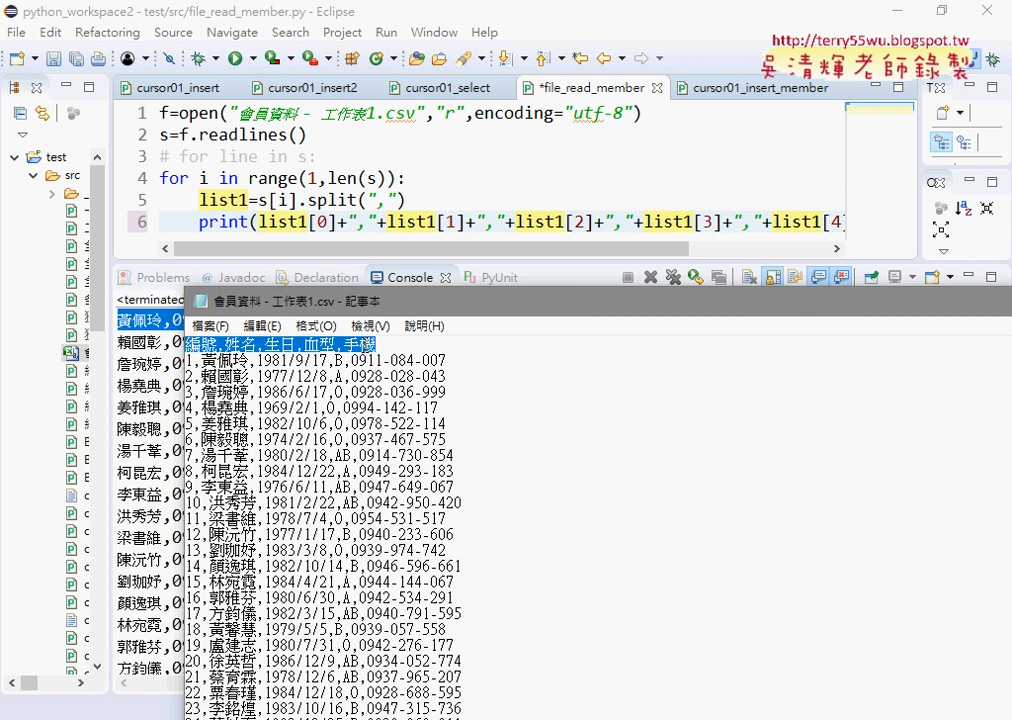 python_workspace2 - test/src/file_read_member.py - Eclipse
File Edit Refactoring Source Navigate Search Project Run Window Help
http://terry55wu.blogspot.tw
吳清輝老師錄製
cursor01_insert cursor01_insert2 cursor01_select *file_read_member cursor01_insert_member
1 f=open("會員資料 - 工作表1.csv","r",encoding="utf-8")
2 s=f.readlines()
3 # for line in s:
4 for i in range(1,len(s)):
5 list1=s[i].split(",")
6 print(list1[0]+","+list1[1]+","+list1[2]+","+list1[3]+","+list1[4]
test
src
Problems Javadoc Declaration Console PyUnit
<terminated
黃佩玲,09
賴國彰,09
詹琬婷,09
楊堯典,09
姜雅琪,09
陳毅聰,09
湯千葦,09
柯昆宏,09
李東益,09
洪秀芳,09
梁書維,09
陳沅竹,09
劉珈妤,09
顏逸琪,09
林宛霓,09
郭雅芬,09
方鈞儀,09
會員資料 - 工作表1.csv - 記事本
檔案(F) 編輯(E) 格式(O) 檢視(V) 說明(H)
編號,姓名,生日,血型,手機
1,黃佩玲,1981/9/17,B,0911-084-007
2,賴國彰,1977/12/8,A,0928-028-043
3,詹琬婷,1986/6/17,O,0928-036-999
4,楊堯典,1969/2/1,O,0994-142-117
5,姜雅琪,1982/10/6,O,0978-522-114
6,陳毅聰,1974/2/16,O,0937-467-575
7,湯千葦,1980/2/18,AB,0914-730-854
8,柯昆宏,1984/12/22,A,0949-293-183
9,李東益,1976/6/11,AB,0947-649-067
10,洪秀芳,1981/2/22,AB,0942-950-420
11,梁書維,1978/7/4,O,0954-531-517
12,陳沅竹,1977/1/17,B,0940-233-606
13,劉珈妤,1983/3/8,O,0939-974-742
14,顏逸琪,1982/10/14,B,0946-596-661
15,林宛霓,1984/4/21,A,0944-144-067
16,郭雅芬,1980/6/30,A,0942-534-291
17,方鈞儀,1982/3/15,AB,0940-791-595
18,黃馨慧,1979/5/5,B,0939-057-558
19,盧建志,1980/7/31,O,0942-276-177
20,徐英哲,1986/12/9,AB,0934-052-774
21,蔡育霖,1978/12/6,AB,0937-965-207
22,粟春瑾,1984/12/18,O,0928-688-595
23,李銘煌,1983/10/16,B,0947-315-736